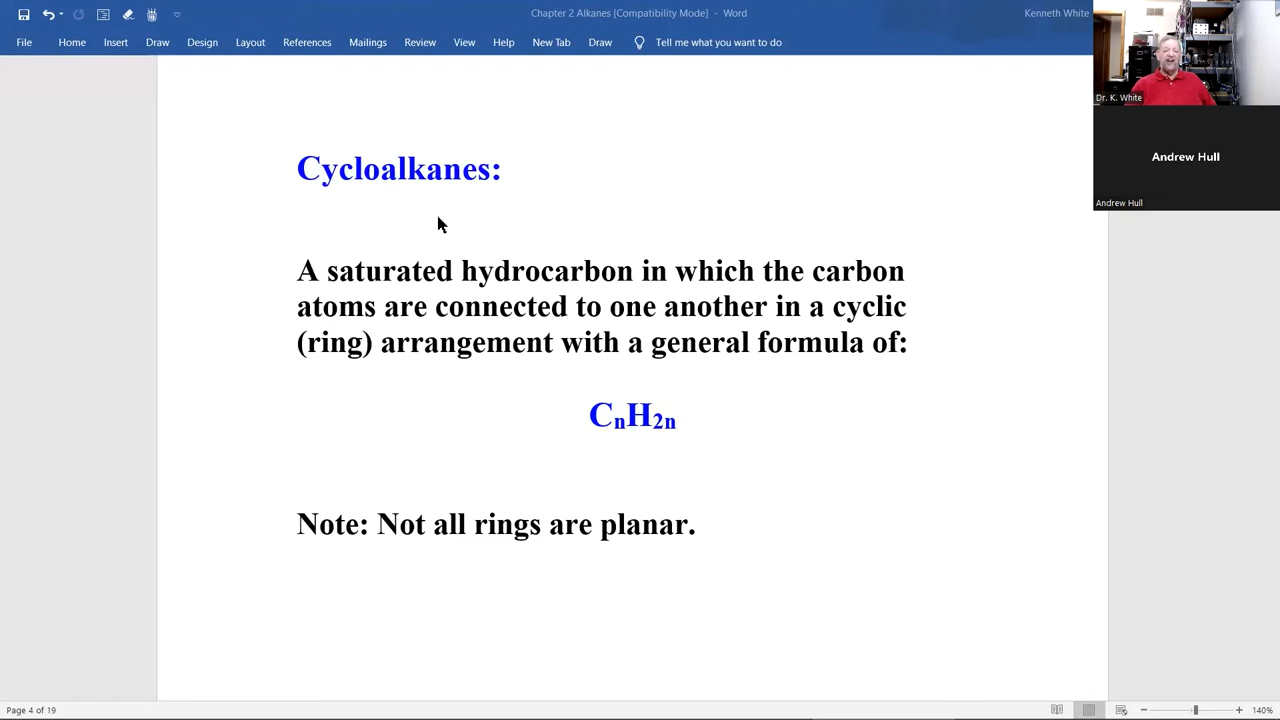 Chapter 2 Alkanes [Compatibility Mode] - Word
Kenneth White
File Home Insert Draw Design Layout References Mailings Review View Help New Tab Draw Tell me what you want to do
Dr. K. White
Andrew Hull
Andrew Hull
Cycloalkanes:
A saturated hydrocarbon in which the carbon
atoms are connected to one another in a cyclic
(ring) arrangement with a general formula of:
CₙH₂ₙ
Note: Not all rings are planar.
Page 4 of 19
140%